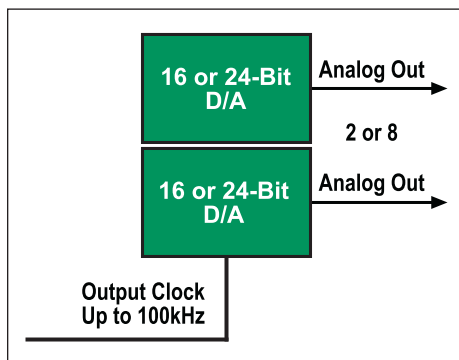 16 or 24-Bit
D/A
Analog Out
2 or 8
16 or 24-Bit
D/A
Analog Out
Output Clock
Up to 100kHz